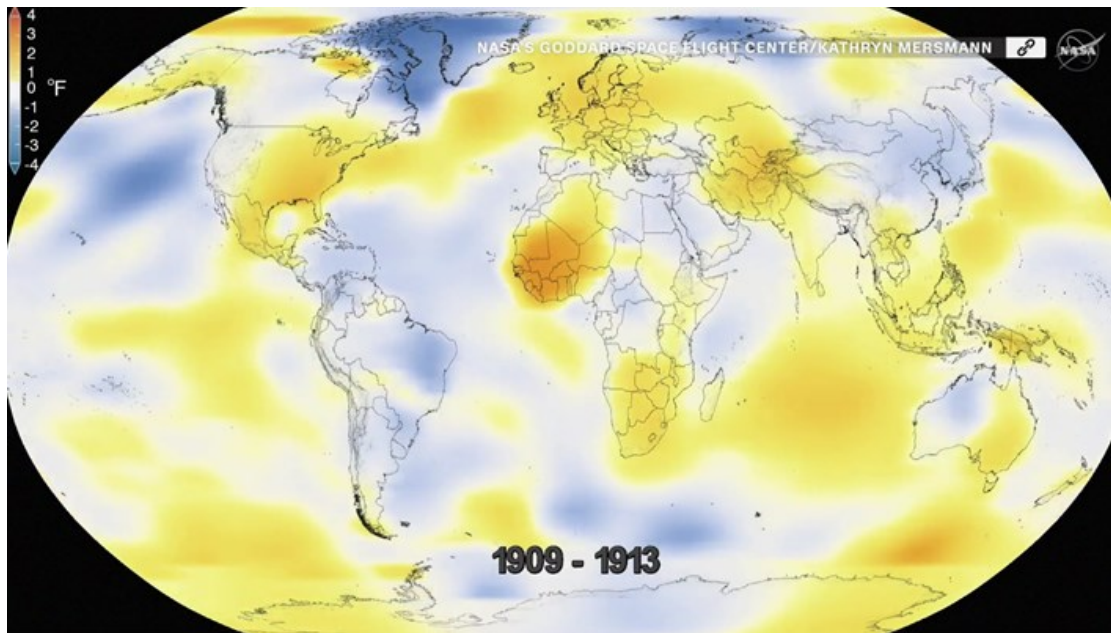 4
3
2
1
0
-1
-2
-3
-4
°F
NASA'S GODDARD SPACE FLIGHT CENTER/KATHRYN MERSMANN
NASA
1909 - 1913